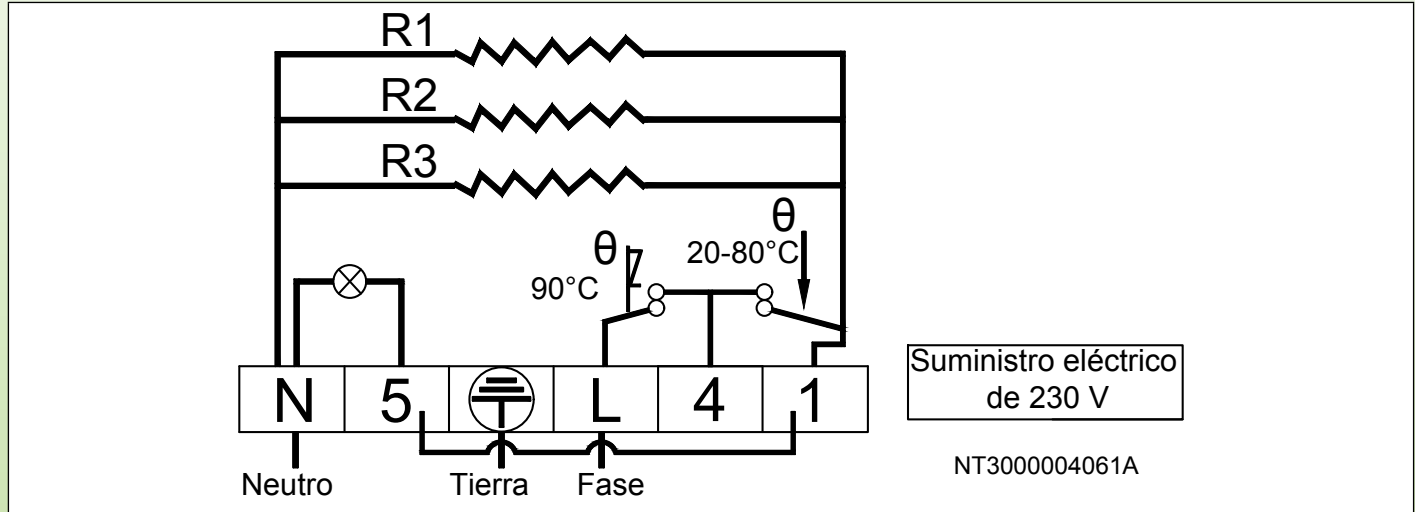 R1
R2
R3
θ
20-80°C
θ
90°C
N
5
L
4
1
Suministro eléctrico
de 230 V
Neutro
Tierra
Fase
NT3000004061A